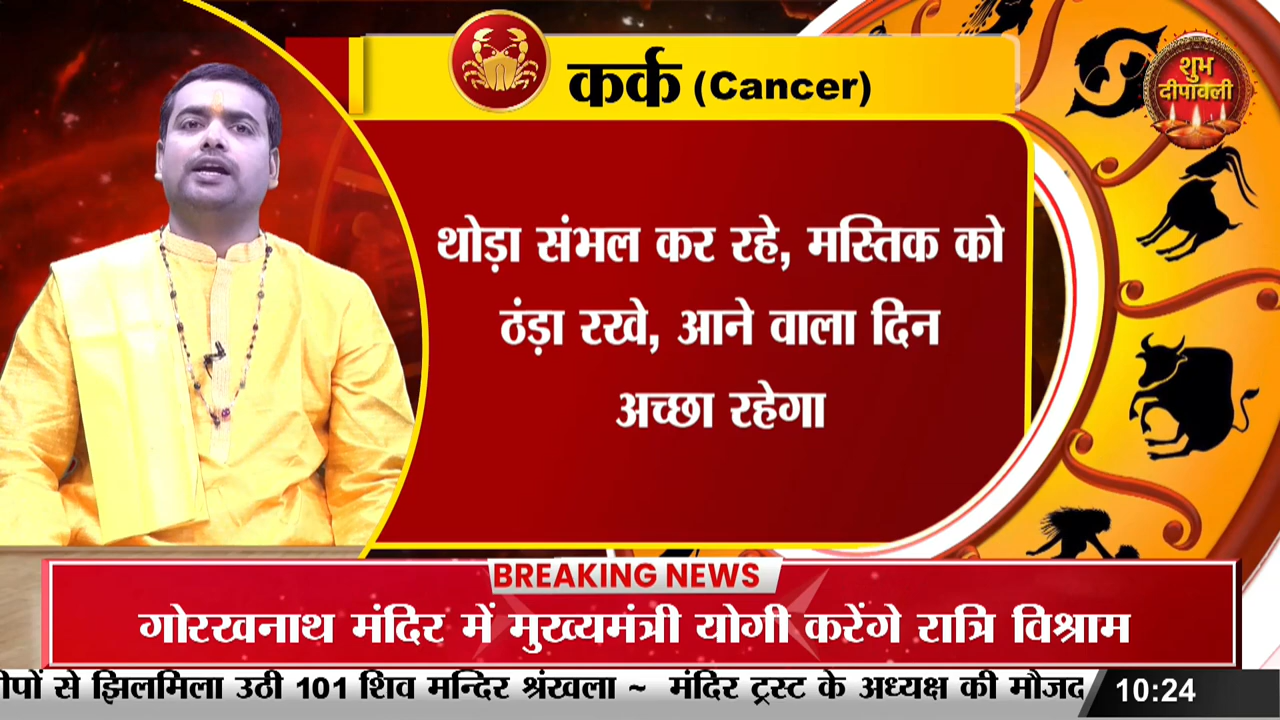 कर्क (Cancer)
शुभ
दीपावली
थोड़ा संभल कर रहे, मस्तिक को
ठंड़ा रखे, आने वाला दिन
अच्छा रहेगा
BREAKING NEWS
गोरखनाथ मंदिर में मुख्यमंत्री योगी करेंगे रात्रि विश्राम
से झिलमिला उठी 101 शिव मन्दिर श्रंखला ~ मंदिर ट्रस्ट के अध्यक्ष की
10:24